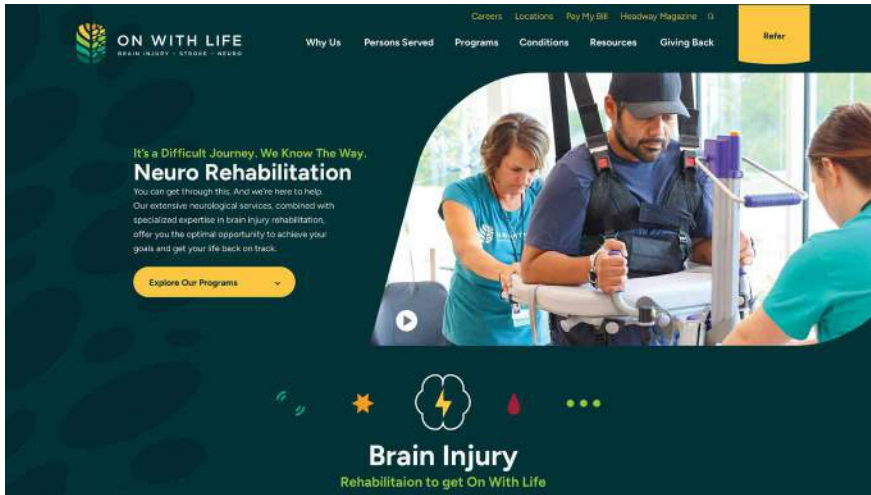 Careers Locations Pay My Bill Headway Magazine
ON WITH LIFE
BRAIN INJURY - STROKE - NEURO
Why Us Persons Served Programs Conditions Resources Giving Back Refer
It's a Difficult Journey. We Know The Way.
Neuro Rehabilitation
You can get through this. And we're here to help.
Our extensive neurological services, combined with
specialized expertise in brain injury rehabilitation,
offer you the optimal opportunity to achieve your
goals and get your life back on track.
Explore Our Programs
Brain Injury
Rehabilitaion to get On With Life